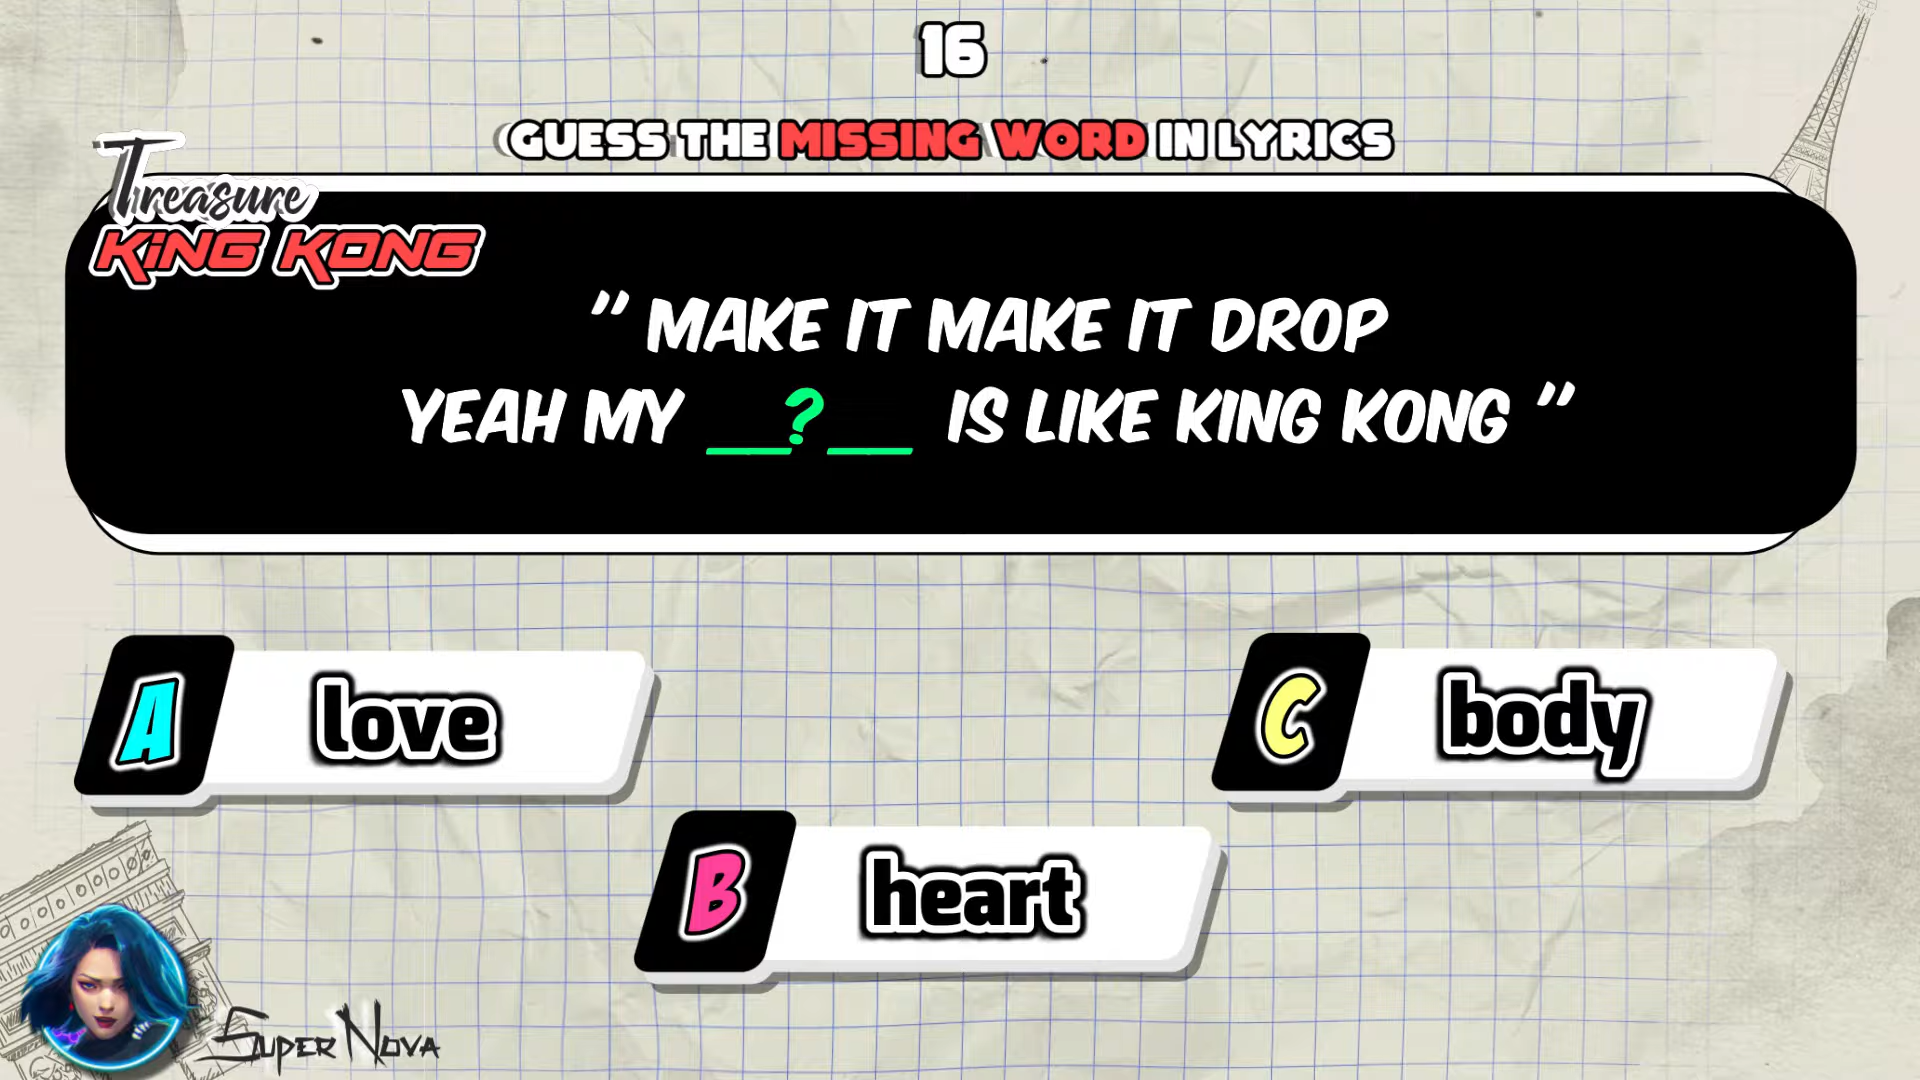 16
GUESS THE MISSING WORD IN LYRICS
Treasure
KING KONG
" MAKE IT MAKE IT DROP
YEAH MY __?__ IS LIKE KING KONG "
A love
C body
B heart
SUPER NOVA